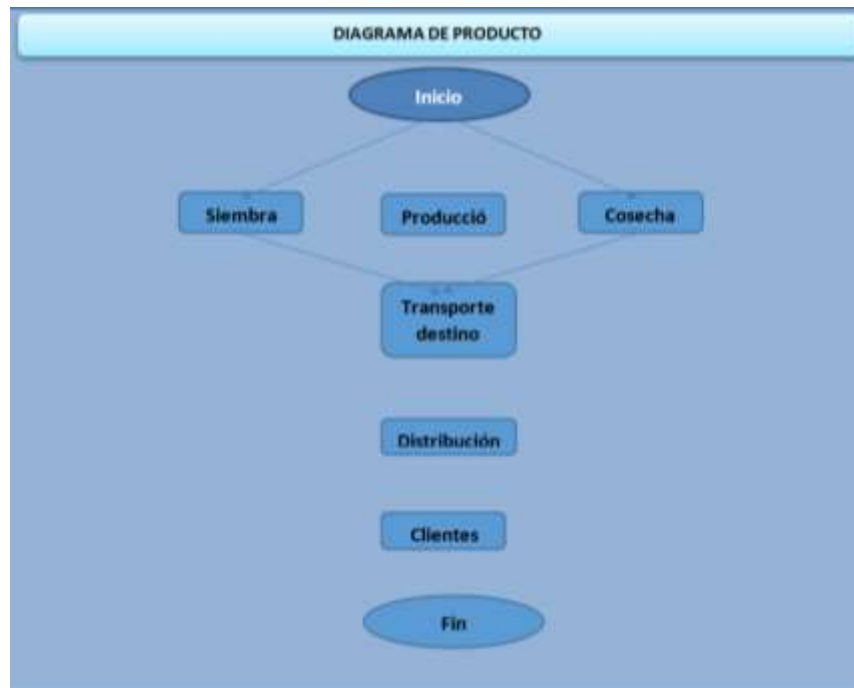 DIAGRAMA DE PRODUCTO
Inicio
Siembra
Producció
Cosecha
Transporte
destino
Distribución
Clientes
Fin